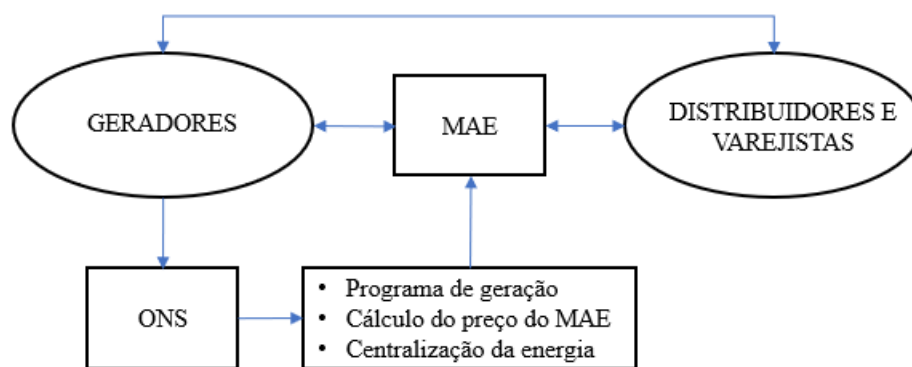 GERADORES
MAE
DISTRIBUIDORES E
VAREJISTAS
ONS
• Programa de geração
• Cálculo do preço do MAE
• Centralização da energia